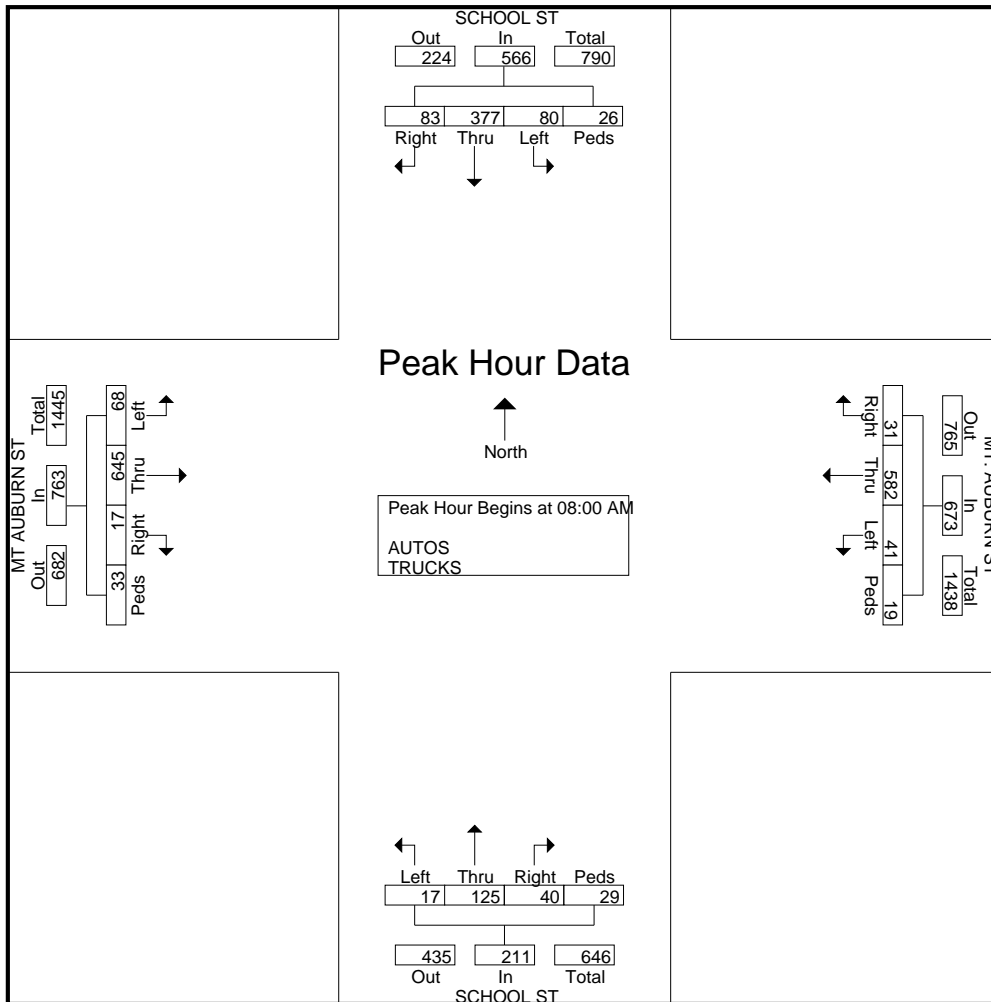 SCHOOL ST
Out In Total
224 566 790
83 377 80 26
Right Thru Left Peds
Peak Hour Data
North
Peak Hour Begins at 08:00 AM
AUTOS
TRUCKS
MT AUBURN ST
Total In Out
1445 763 682
68 645 17 33
Left Thru Right Peds
MT. AUBURN ST
Out In Total
765 673 1438
31 582 41 19
Right Thru Left Peds
Left Thru Right Peds
17 125 40 29
435 211 646
Out In Total
SCHOOL ST